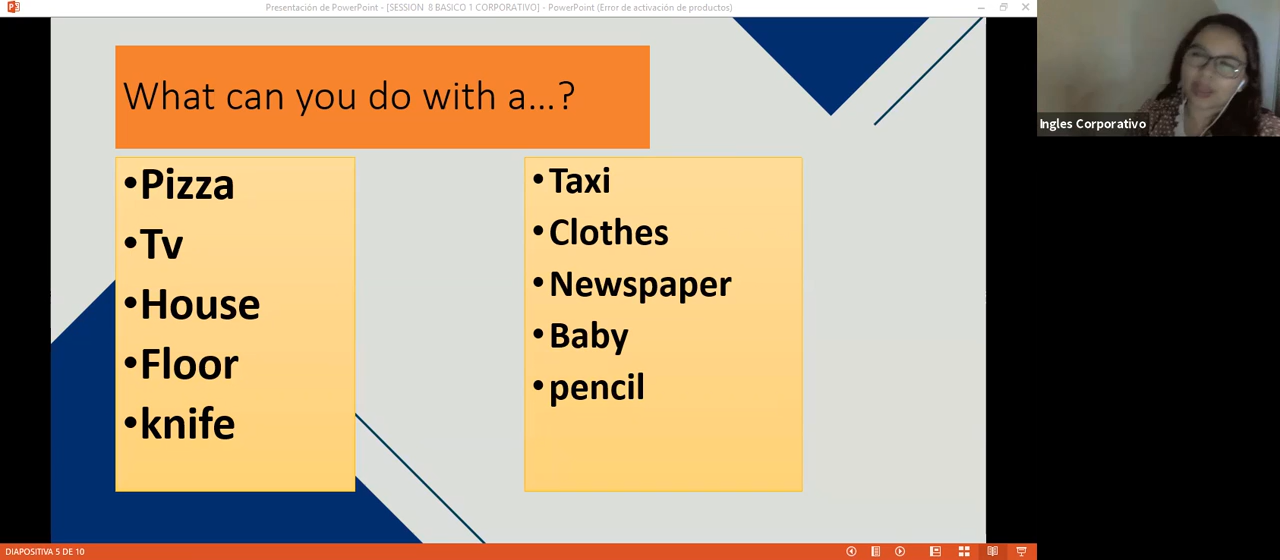 Presentación de PowerPoint - [SESSION 8 BASICO 1 CORPORATIVO] - PowerPoint (Error de activación de productos)
What can you do with a...?
•Pizza
•Tv
•House
•Floor
•knife
•Taxi
•Clothes
•Newspaper
•Baby
•pencil
Ingles Corporativo
DIAPOSITIVA 5 DE 10